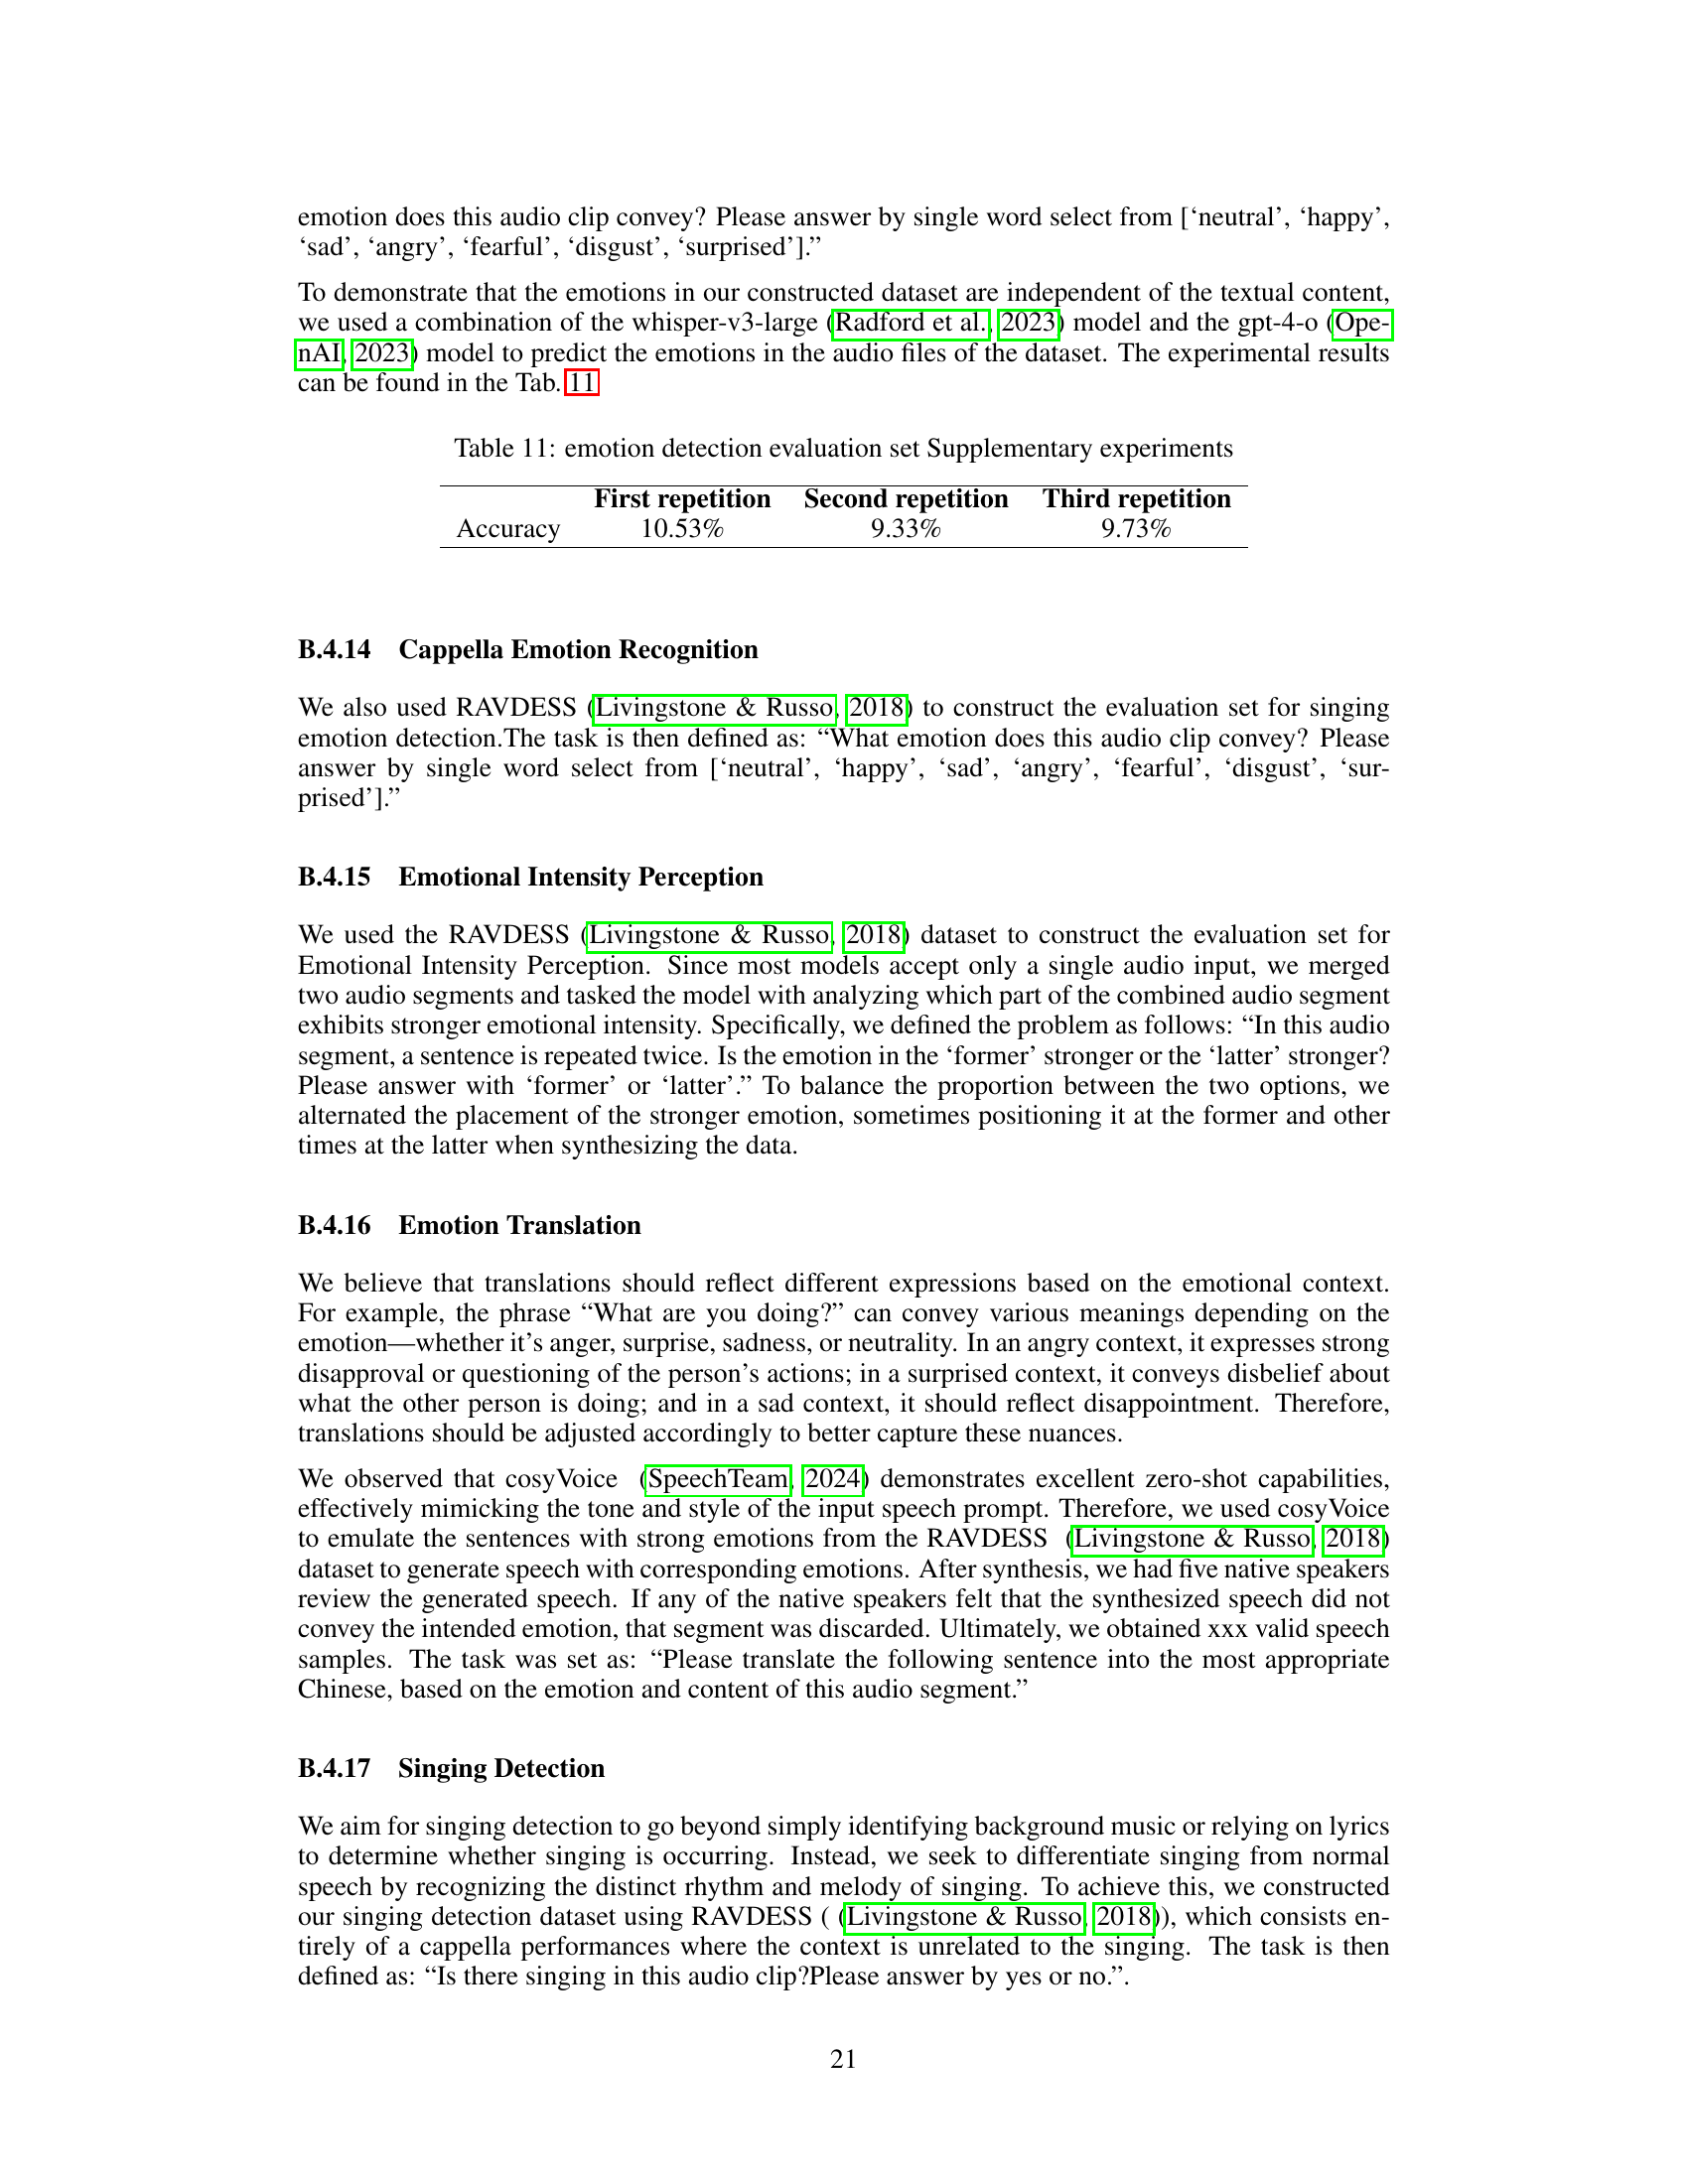 emotion does this audio clip convey? Please answer by single word select from [‘neutral’, ‘happy’,
‘sad’, ‘angry’, ‘fearful’, ‘disgust’, ‘surprised’].”
To demonstrate that the emotions in our constructed dataset are independent of the textual content,
we used a combination of the whisper-v3-large (Radford et al., 2023) model and the gpt-4-o (Ope-
nAI, 2023) model to predict the emotions in the audio files of the dataset. The experimental results
can be found in the Tab. 11
Table 11: emotion detection evaluation set Supplementary experiments
First repetition Second repetition Third repetition
Accuracy 10.53% 9.33% 9.73%
B.4.14 Cappella Emotion Recognition
We also used RAVDESS (Livingstone & Russo, 2018) to construct the evaluation set for singing
emotion detection.The task is then defined as: “What emotion does this audio clip convey? Please
answer by single word select from [‘neutral’, ‘happy’, ‘sad’, ‘angry’, ‘fearful’, ‘disgust’, ‘sur-
prised’].”
B.4.15 Emotional Intensity Perception
We used the RAVDESS (Livingstone & Russo, 2018) dataset to construct the evaluation set for
Emotional Intensity Perception. Since most models accept only a single audio input, we merged
two audio segments and tasked the model with analyzing which part of the combined audio segment
exhibits stronger emotional intensity. Specifically, we defined the problem as follows: “In this audio
segment, a sentence is repeated twice. Is the emotion in the ‘former’ stronger or the ‘latter’ stronger?
Please answer with ‘former’ or ‘latter’.” To balance the proportion between the two options, we
alternated the placement of the stronger emotion, sometimes positioning it at the former and other
times at the latter when synthesizing the data.
B.4.16 Emotion Translation
We believe that translations should reflect different expressions based on the emotional context.
For example, the phrase “What are you doing?” can convey various meanings depending on the
emotion—whether it’s anger, surprise, sadness, or neutrality. In an angry context, it expresses strong
disapproval or questioning of the person’s actions; in a surprised context, it conveys disbelief about
what the other person is doing; and in a sad context, it should reflect disappointment. Therefore,
translations should be adjusted accordingly to better capture these nuances.
We observed that cosyVoice (SpeechTeam, 2024) demonstrates excellent zero-shot capabilities,
effectively mimicking the tone and style of the input speech prompt. Therefore, we used cosyVoice
to emulate the sentences with strong emotions from the RAVDESS (Livingstone & Russo, 2018)
dataset to generate speech with corresponding emotions. After synthesis, we had five native speakers
review the generated speech. If any of the native speakers felt that the synthesized speech did not
convey the intended emotion, that segment was discarded. Ultimately, we obtained xxx valid speech
samples. The task was set as: “Please translate the following sentence into the most appropriate
Chinese, based on the emotion and content of this audio segment.”
B.4.17 Singing Detection
We aim for singing detection to go beyond simply identifying background music or relying on lyrics
to determine whether singing is occurring. Instead, we seek to differentiate singing from normal
speech by recognizing the distinct rhythm and melody of singing. To achieve this, we constructed
our singing detection dataset using RAVDESS ( (Livingstone & Russo, 2018)), which consists en-
tirely of a cappella performances where the context is unrelated to the singing. The task is then
defined as: “Is there singing in this audio clip?Please answer by yes or no.”.
21